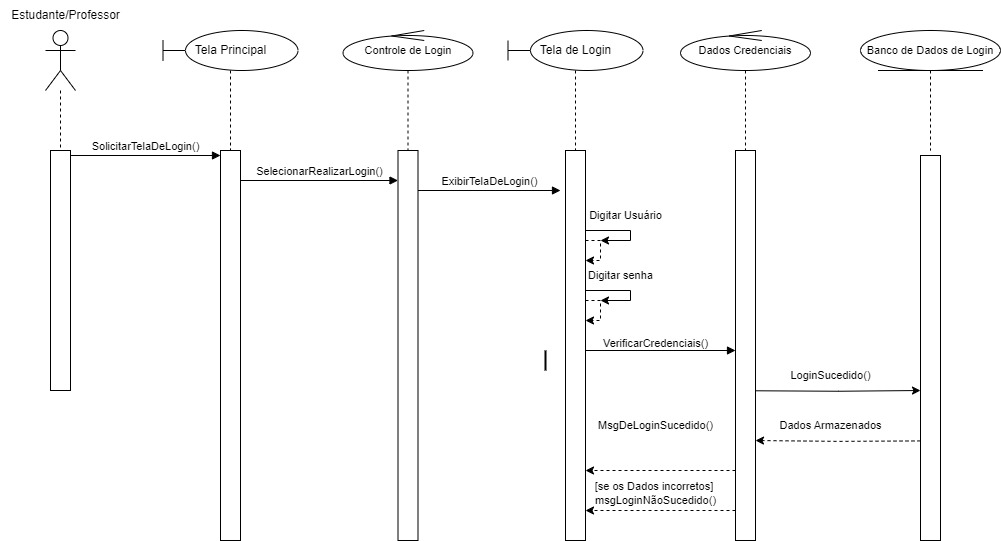 Estudante/Professor
Tela Principal
Controle de Login
Tela de Login
Dados Credenciais
Banco de Dados de Login
SolicitarTelaDeLogin()
SelecionarRealizarLogin()
ExibirTelaDeLogin()
Digitar Usuário
Digitar senha
VerificarCredenciais()
LoginSucedido()
MsgDeLoginSucedido()
Dados Armazenados
[se os Dados incorretos]
msgLoginNãoSucedido()